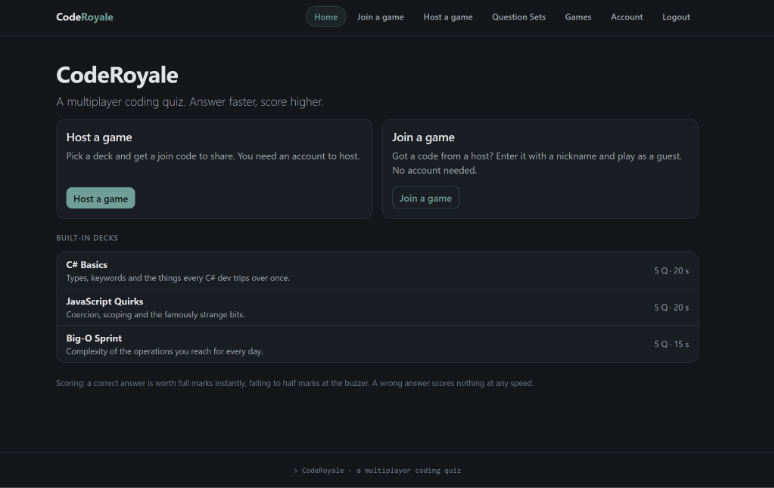 CodeRoyale
Home
Join a game
Host a game
Question Sets
Games
Account
Logout
CodeRoyale
A multiplayer coding quiz. Answer faster, score higher.
Host a game
Pick a deck and get a join code to share. You need an account to host.
Host a game
Join a game
Got a code from a host? Enter it with a nickname and play as a guest.
No account needed.
Join a game
BUILT-IN DECKS
C# Basics
Types, keywords and the things every C# dev trips over once.
5 Q · 20 s
JavaScript Quirks
Coercion, scoping and the famously strange bits.
5 Q · 20 s
Big-O Sprint
Complexity of the operations you reach for every day.
5 Q · 15 s
Scoring: a correct answer is worth full marks instantly, falling to half marks at the buzzer. A wrong answer scores nothing at any speed.
> CodeRoyale · a multiplayer coding quiz